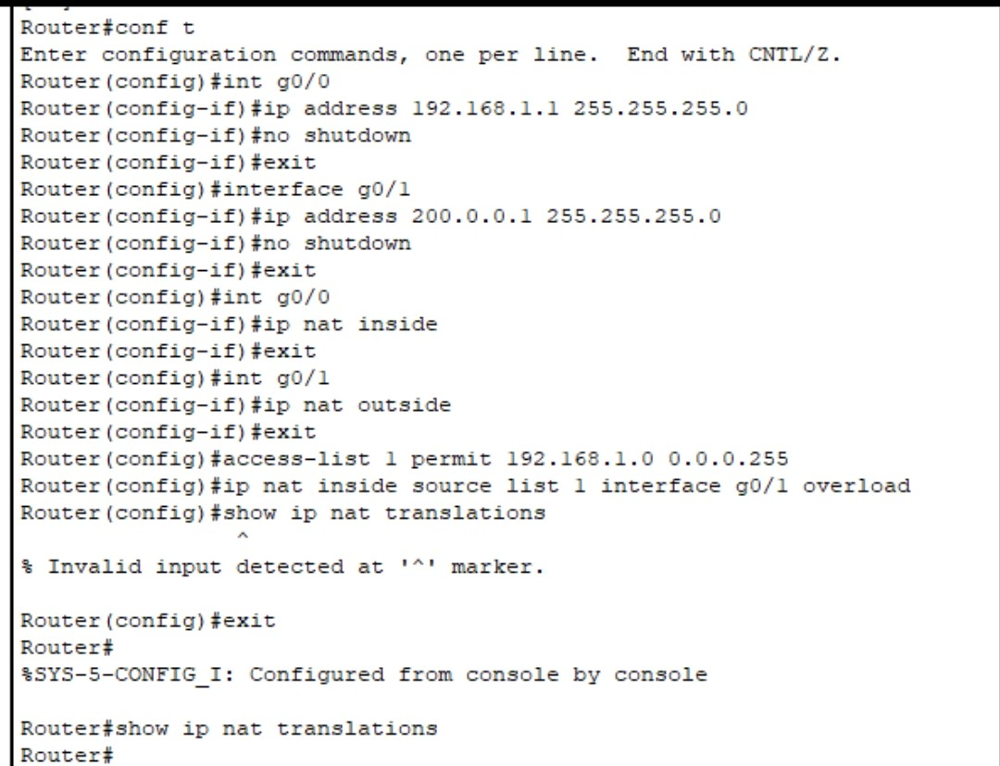 Router#conf t
Enter configuration commands, one per line.  End with CNTL/Z.
Router(config)#int g0/0
Router(config-if)#ip address 192.168.1.1 255.255.255.0
Router(config-if)#no shutdown
Router(config-if)#exit
Router(config)#interface g0/1
Router(config-if)#ip address 200.0.0.1 255.255.255.0
Router(config-if)#no shutdown
Router(config-if)#exit
Router(config)#int g0/0
Router(config-if)#ip nat inside
Router(config-if)#exit
Router(config)#int g0/1
Router(config-if)#ip nat outside
Router(config-if)#exit
Router(config)#access-list 1 permit 192.168.1.0 0.0.0.255
Router(config)#ip nat inside source list 1 interface g0/1 overload
Router(config)#show ip nat translations
^
% Invalid input detected at '^' marker.
Router(config)#exit
Router#
%SYS-5-CONFIG_I: Configured from console by console
Router#show ip nat translations
Router#